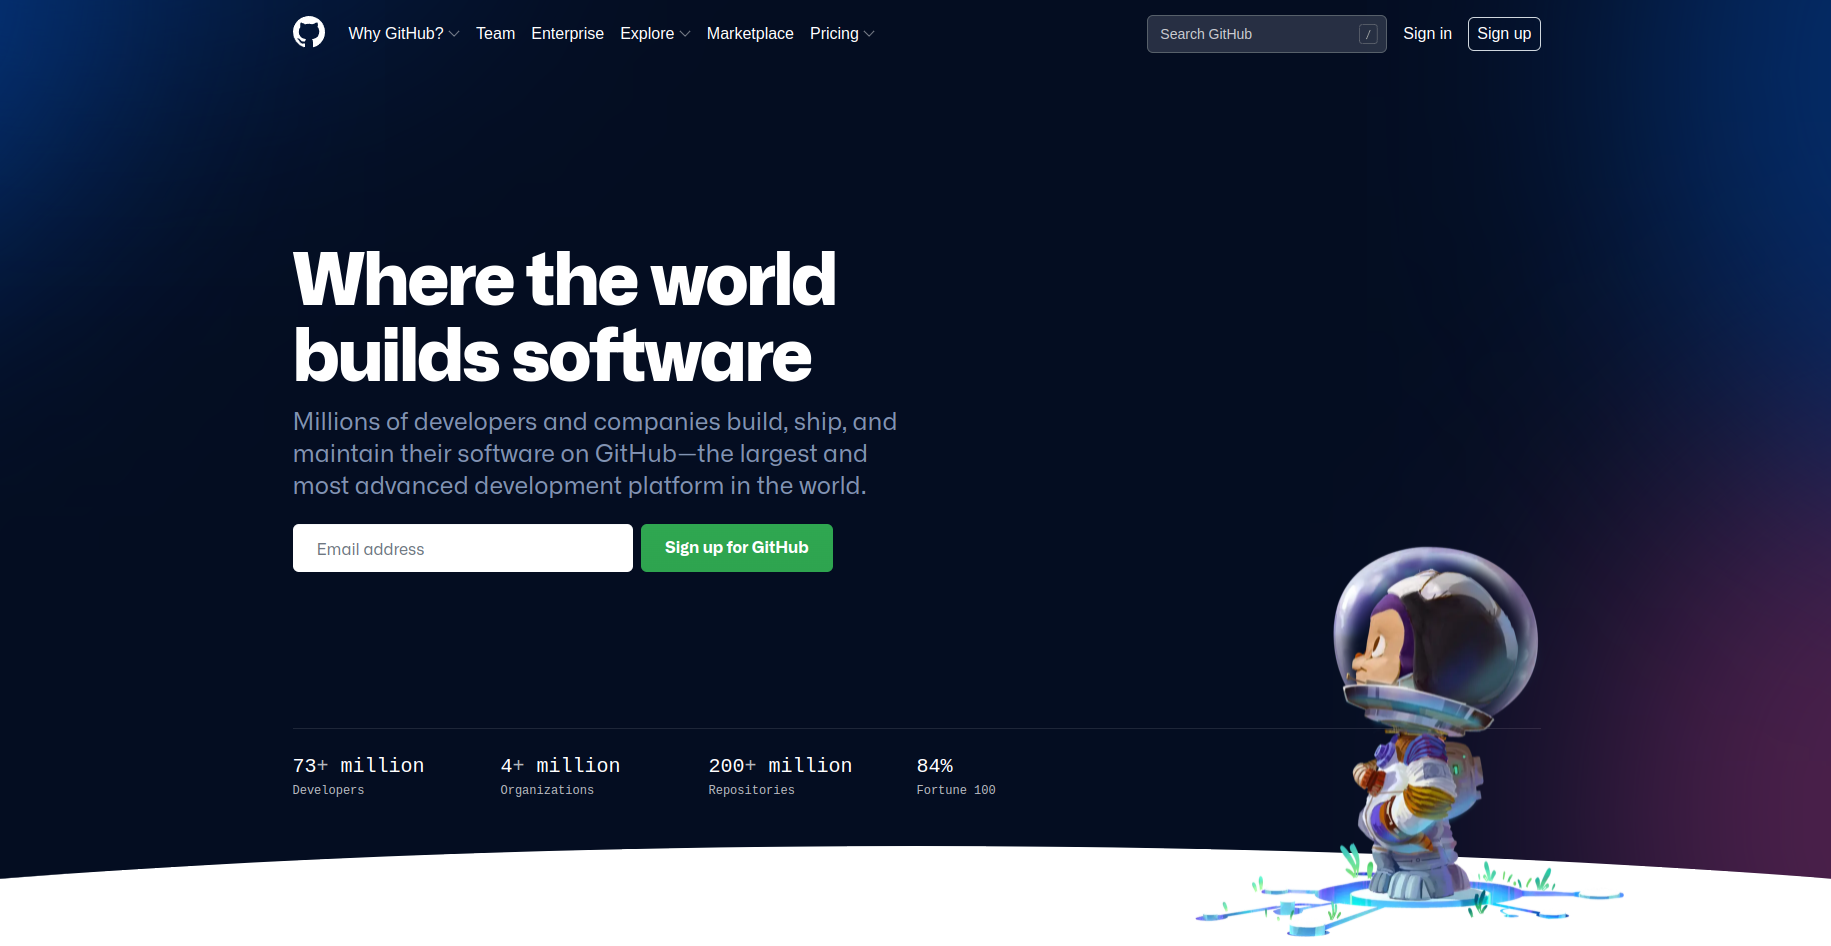 Why GitHub? Team Enterprise Explore Marketplace Pricing Search GitHub / Sign in Sign up
Where the world
builds software
Millions of developers and companies build, ship, and
maintain their software on GitHub—the largest and
most advanced development platform in the world.
Email address Sign up for GitHub
73+ million 4+ million 200+ million 84%
Developers Organizations Repositories Fortune 100